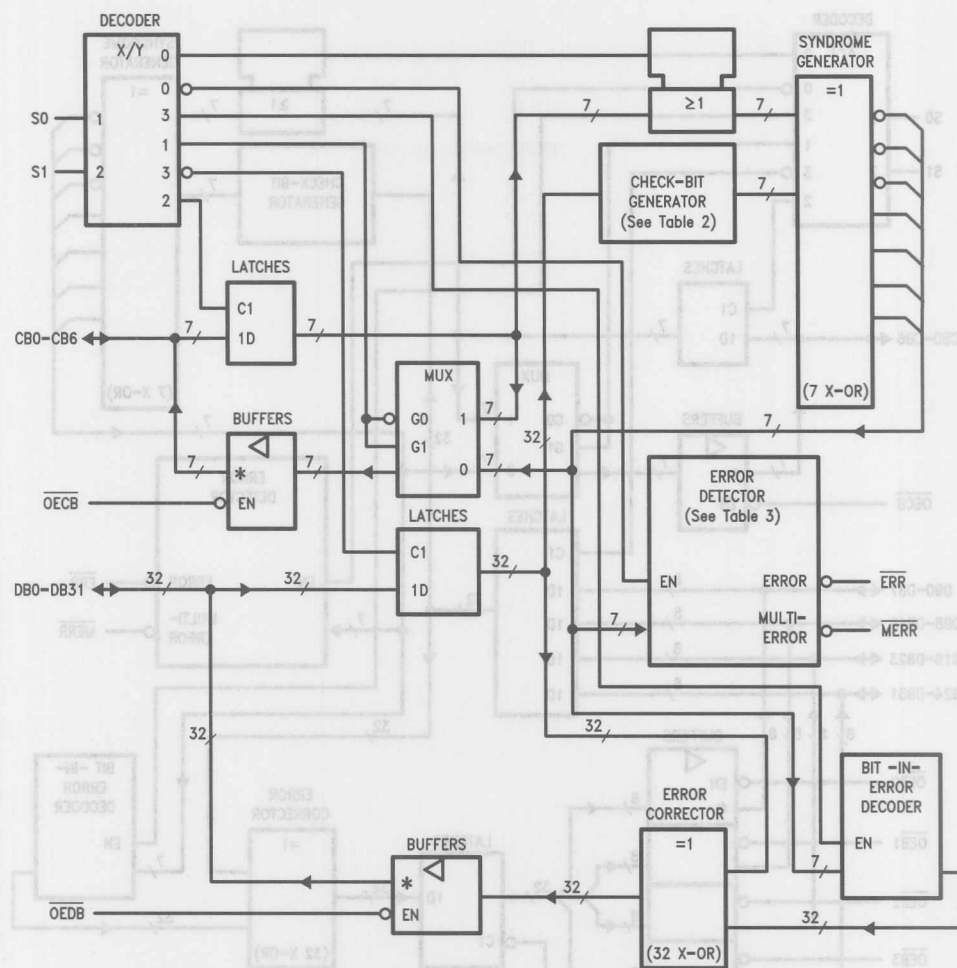 DECODER
X/Y
0
0
3
1
3
2
S0
1
S1
2
SYNDROME
GENERATOR
=1
(7 X-OR)
7
≥1
7
CHECK-BIT
GENERATOR
(See Table 2)
7
LATCHES
C1
1D
CB0-CB6
7
7
MUX
G0
G1
1
0
7
7
32
7
BUFFERS
*
EN
7
7
OECB
LATCHES
C1
1D
32
DB0-DB31
32
32
ERROR
DETECTOR
(See Table 3)
EN
ERROR
MULTI-
ERROR
7
ERR
MERR
32
32
BIT -IN-
ERROR
DECODER
EN
7
ERROR
CORRECTOR
=1
(32 X-OR)
32
32
BUFFERS
*
EN
OEDB